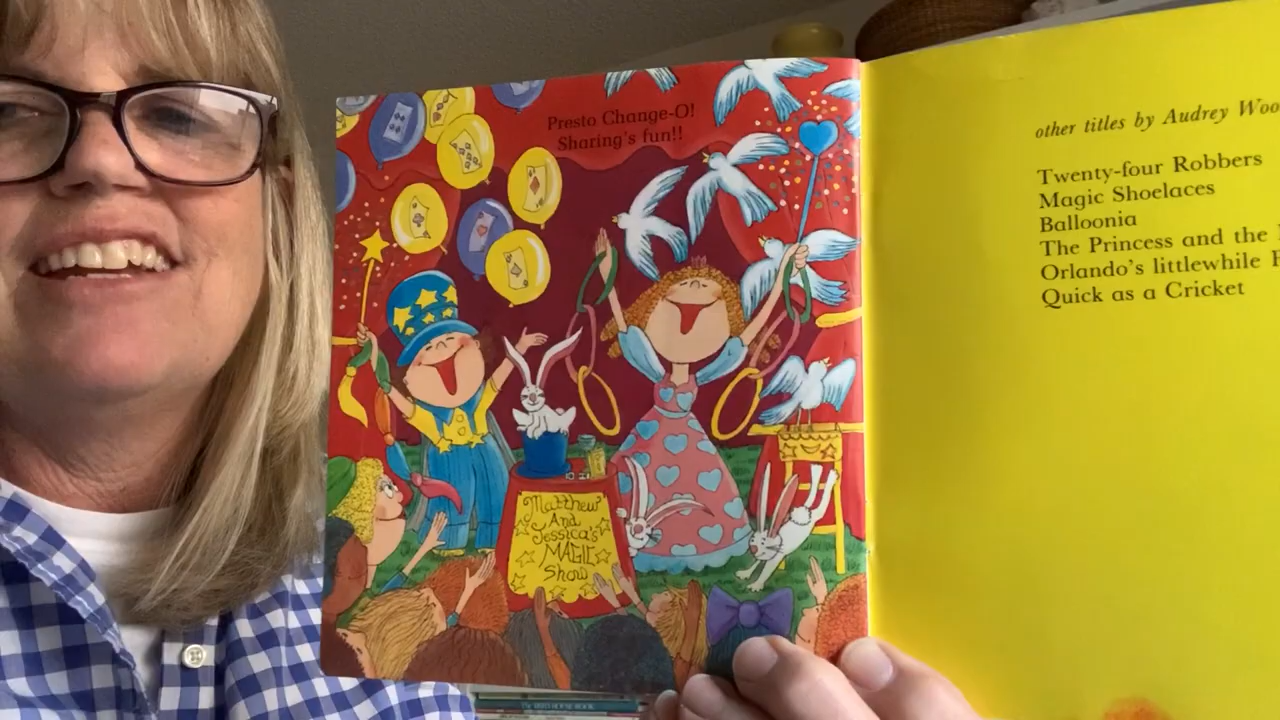 Presto Change-O!
Sharing's fun!!
Matthew
And
Jessica's
MAGIC
Show
other titles by Audrey Woo
Twenty-four Robbers
Magic Shoelaces
Balloonia
The Princess and the
Orlando's littlewhile F
Quick as a Cricket